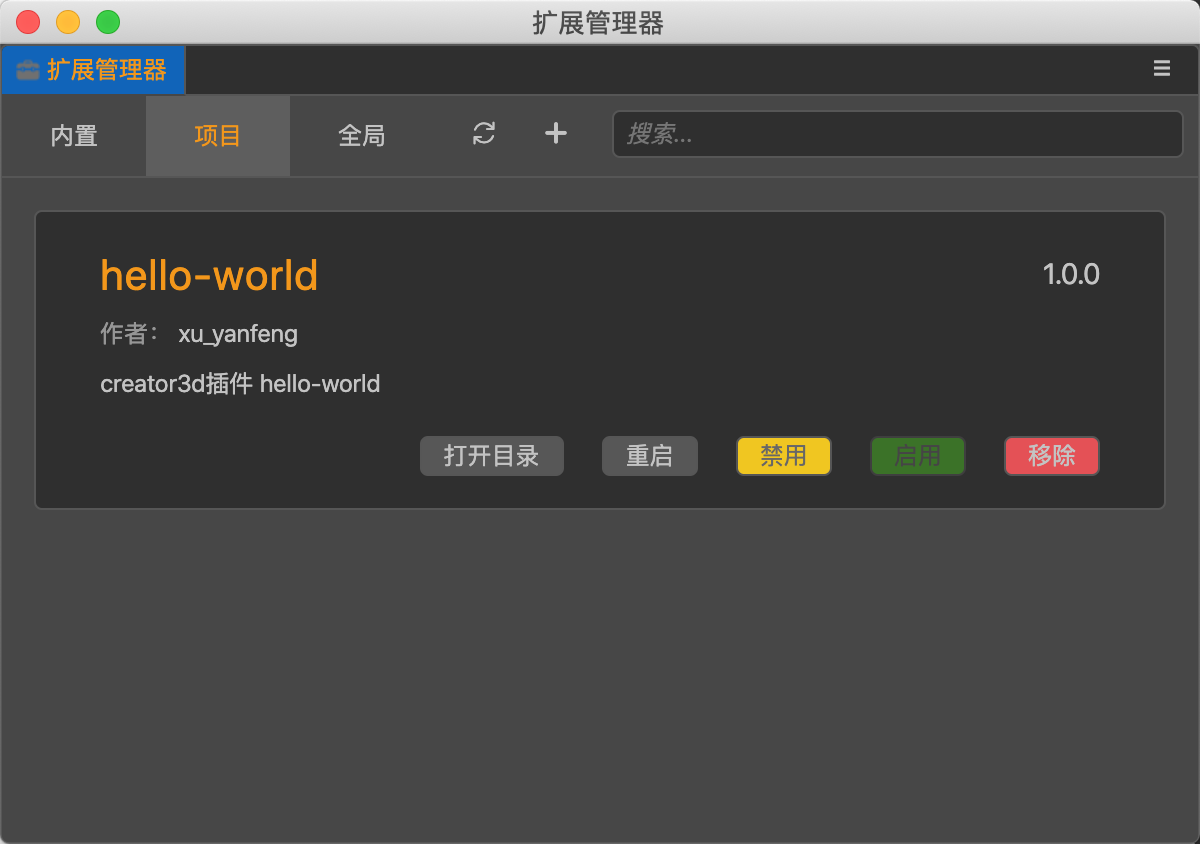 扩展管理器
扩展管理器
内置 项目 全局 搜索...
hello-world 1.0.0
作者： xu_yanfeng
creator3d插件 hello-world
打开目录 重启 禁用 启用 移除